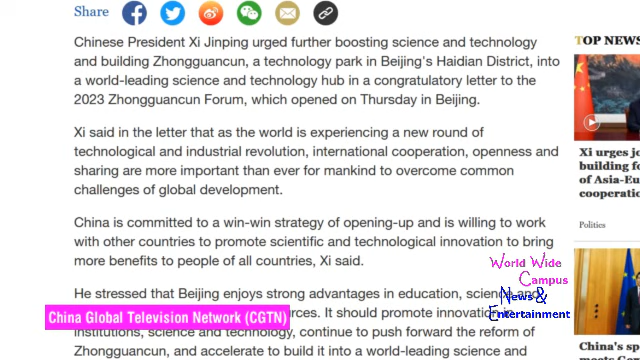 Share
Chinese President Xi Jinping urged further boosting science and technology
and building Zhongguancun, a technology park in Beijing's Haidian District, into
a world-leading science and technology hub in a congratulatory letter to the
2023 Zhongguancun Forum, which opened on Thursday in Beijing.
Xi said in the letter that as the world is experiencing a new round of
technological and industrial revolution, international cooperation, openness and
sharing are more important than ever for mankind to overcome common
challenges of global development.
China is committed to a win-win strategy of opening-up and is willing to work
with other countries to promote scientific and technological innovation to bring
more benefits to people of all countries, Xi said.
He stressed that Beijing enjoys strong advantages in education, science and
It should promote innovation in
institutions, science and technology, continue to push forward the reform of
Zhongguancun, and accelerate to build it into a world-leading science and
China Global Television Network (CGTN)
World Wide
Campus
News &
Entertainment
TOP NEWS
Xi urges
building fo
of Asia-Eu
cooperatio
Politics
China's sp